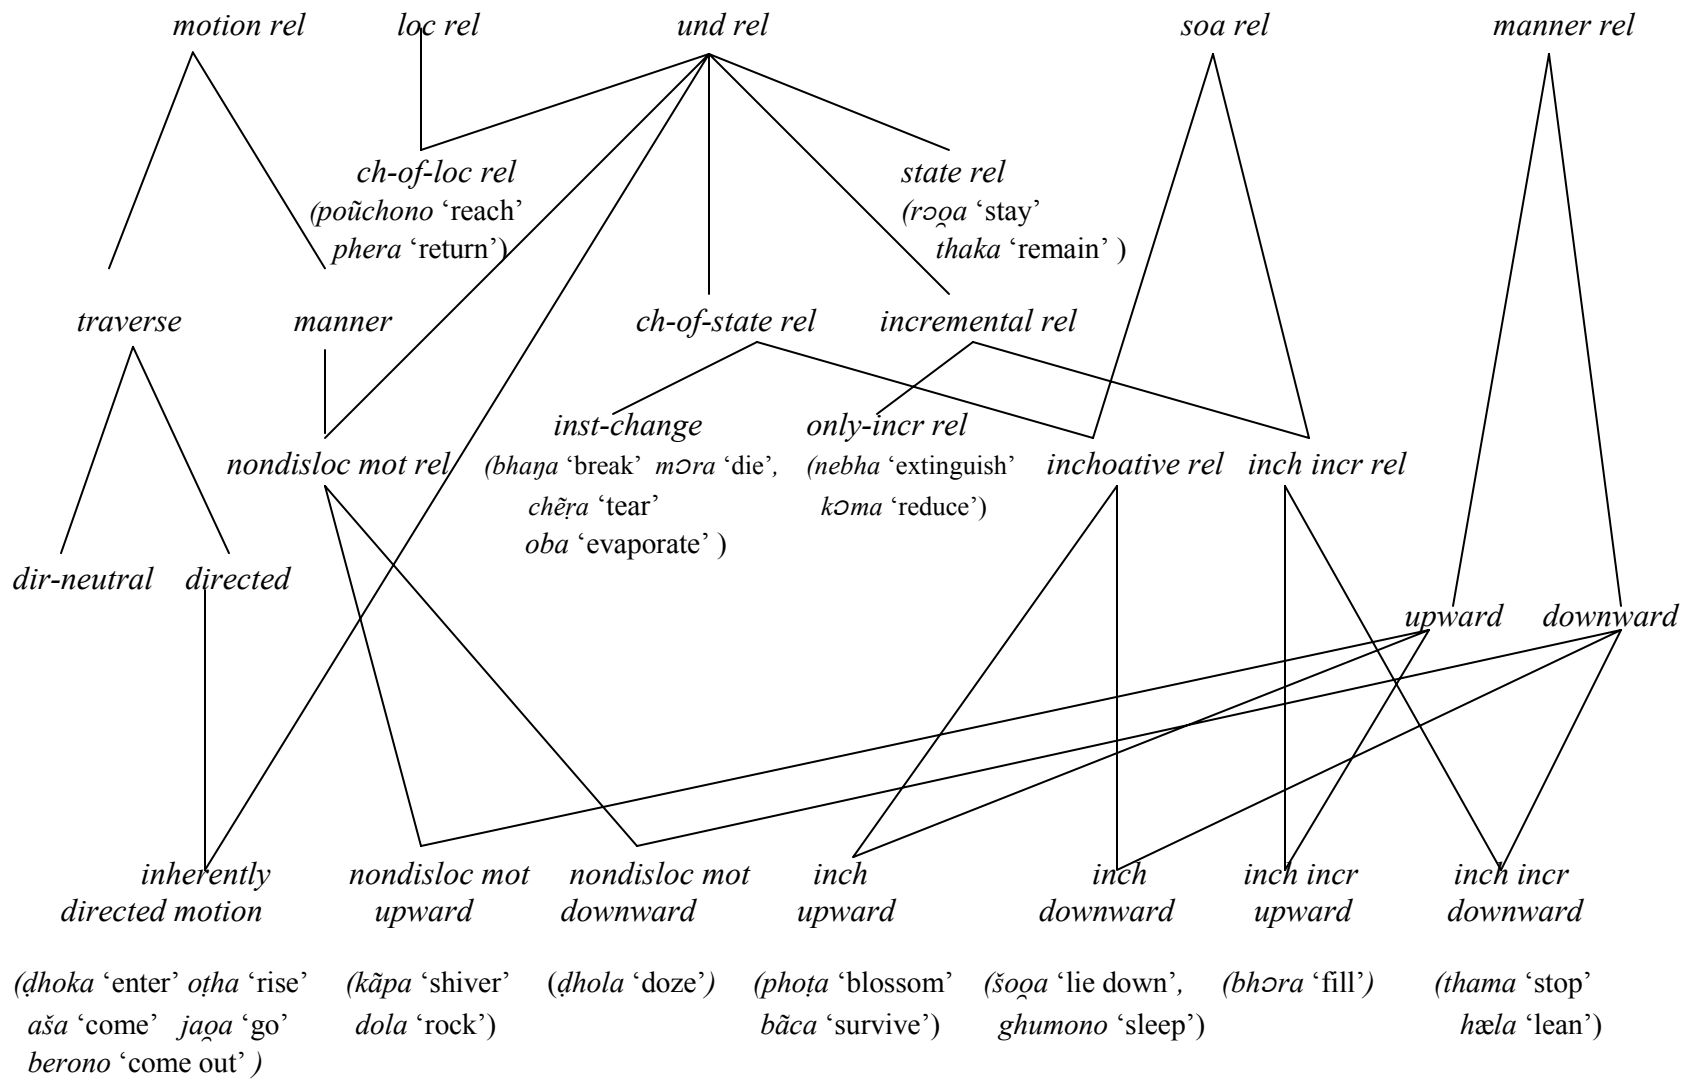 motion rel loc rel und rel soa rel manner rel
ch-of-loc rel state rel
(poũchono ‘reach’ (rɔo̯a ‘stay’
phera ‘return’) thaka ‘remain’ )
traverse manner ch-of-state rel incremental rel
inst-change only-incr rel
nondisloc mot rel (bhaŋa ‘break’ mɔra ‘die’, (nebha ‘extinguish’ inchoative rel inch incr rel
chẽṛa ‘tear’ kɔma ‘reduce’)
oba ‘evaporate’ )
dir-neutral directed
upward downward
inherently nondisloc mot nondisloc mot inch inch inch incr inch incr
directed motion upward downward upward downward upward downward
(ḍhoka ‘enter’ oṭha ‘rise’ (kãpa ‘shiver’ (ḍhola ‘doze’) (phoṭa ‘blossom’ (šoo̯a ‘lie down’, (bhɔra ‘fill’) (thama ‘stop’
aša ‘come’ jao̯a ‘go’ dola ‘rock’) bãca ‘survive’) ghumono ‘sleep’) hæla ‘lean’)
berono ‘come out’ )